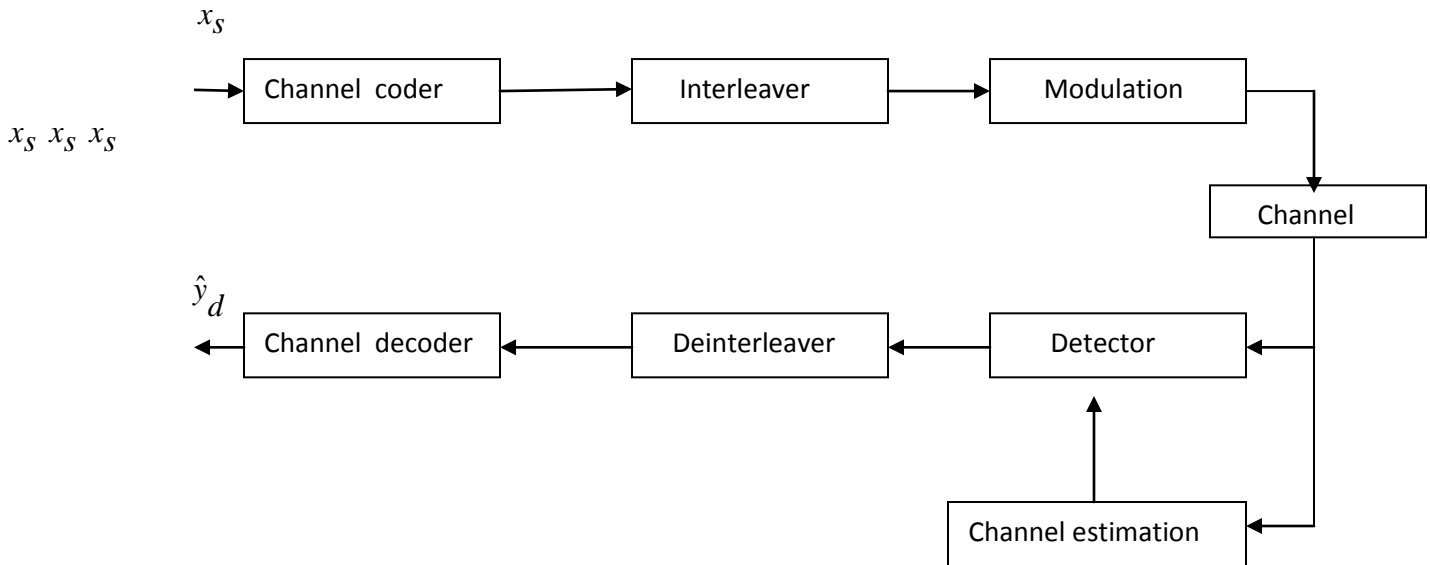 x_s
Channel coder
Interleaver
Modulation
x_s x_s x_s
Channel
ŷ_d
Channel decoder
Deinterleaver
Detector
Channel estimation